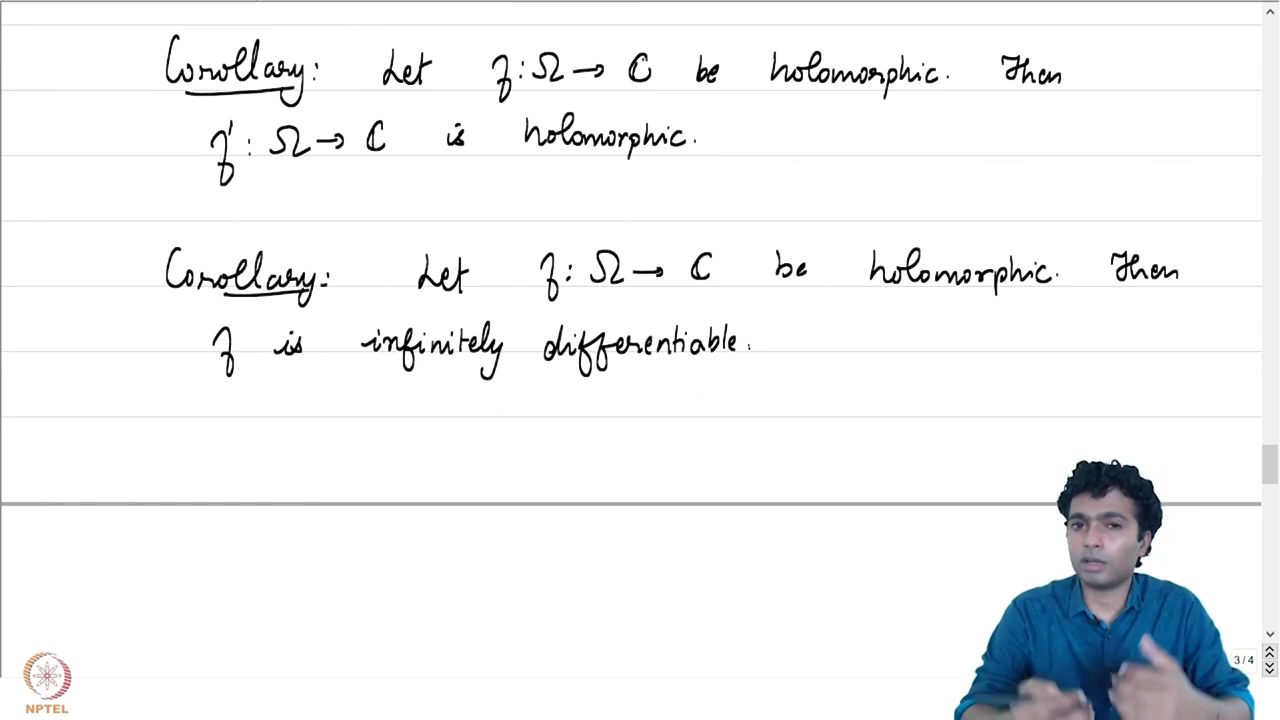 Corollary: Let f: Ω → ℂ be holomorphic. Then
f': Ω → ℂ is holomorphic.
Corollary: Let f: Ω → ℂ be holomorphic. Then
f is infinitely differentiable.
3 / 4
NPTEL